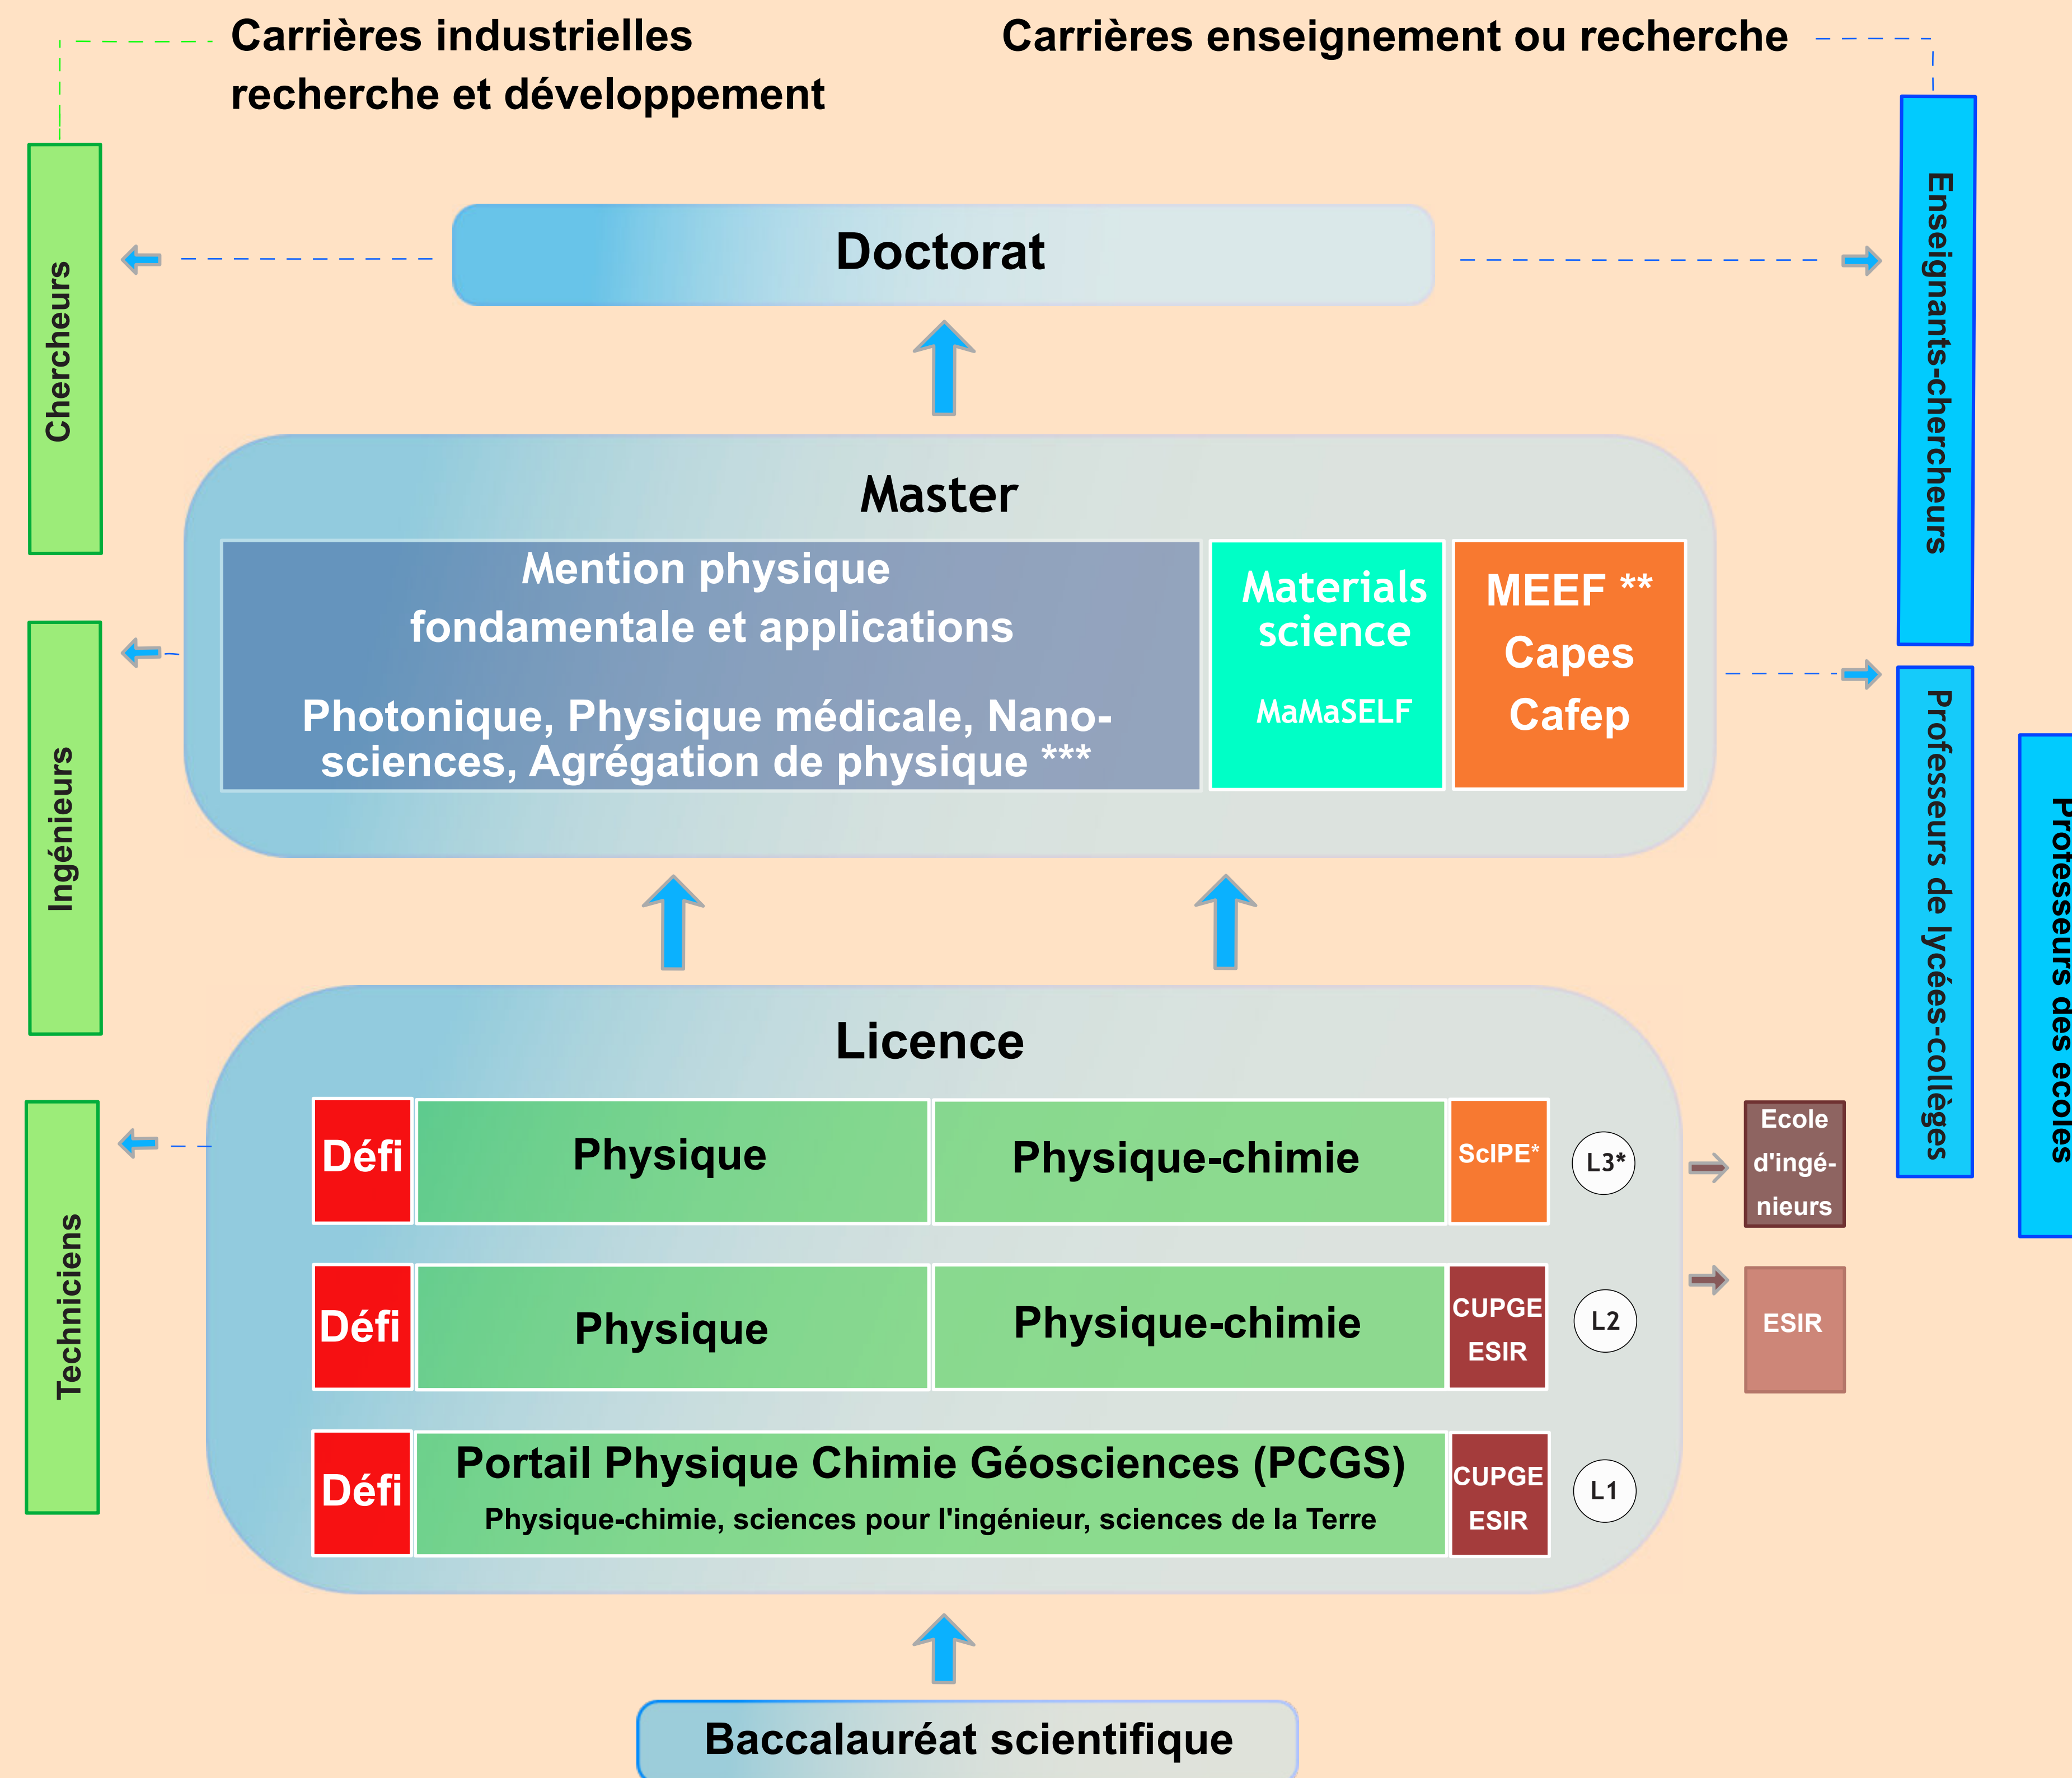 Carrières industrielles
recherche et développement
Carrières enseignement ou recherche
Chercheurs
Doctorat
Enseignants-chercheurs
Master
Mention physique
fondamentale et applications
Photonique, Physique médicale, Nano-
sciences, Agrégation de physique ***
Materials
science
MaMaSELF
MEEF **
Capes
Cafep
Ingénieurs
Professeurs de lycées-collèges
Professeurs des ecoles
Licence
Défi
Physique
Physique-chimie
ScIPE*
L3*
Ecole
d'ingé-
nieurs
Techniciens
Défi
Physique
Physique-chimie
CUPGE
ESIR
L2
ESIR
Défi
Portail Physique Chimie Géosciences (PCGS)
Physique-chimie, sciences pour l'ingénieur, sciences de la Terre
CUPGE
ESIR
L1
Baccalauréat scientifique